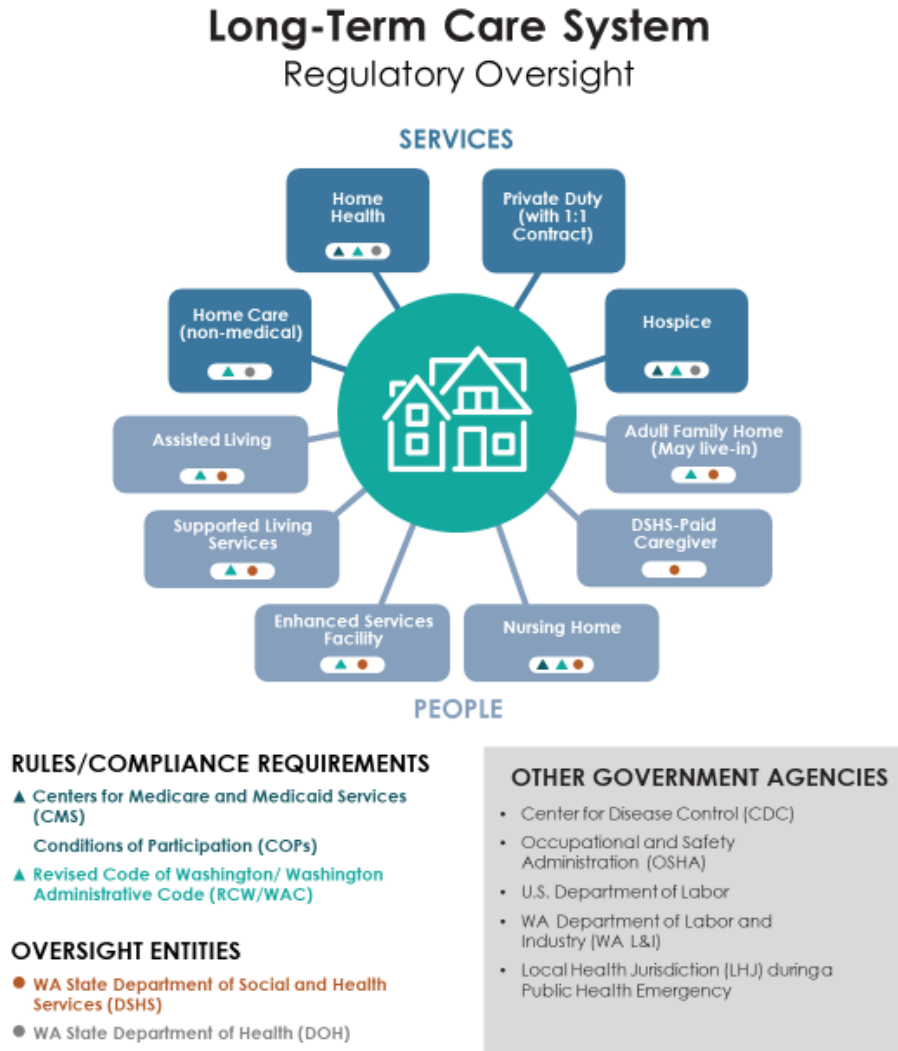 Long-Term Care System
Regulatory Oversight
SERVICES
Home
Health
Private Duty
(with 1:1
Contract)
Home Care
(non-medical)
Hospice
Assisted Living
Adult Family Home
(May live-in)
Supported Living
Services
DSHS-Paid
Caregiver
Enhanced Services
Facility
Nursing Home
PEOPLE
RULES/COMPLIANCE REQUIREMENTS
Centers for Medicare and Medicaid Services
(CMS)
Conditions of Participation (COPs)
Revised Code of Washington/ Washington
Administrative Code (RCW/WAC)
OVERSIGHT ENTITIES
WA State Department of Social and Health
Services (DSHS)
WA State Department of Health (DOH)
OTHER GOVERNMENT AGENCIES
• Center for Disease Control (CDC)
• Occupational and Safety
Administration (OSHA)
• U.S. Department of Labor
• WA Department of Labor and
Industry (WA L&I)
• Local Health Jurisdiction (LHJ) during a
Public Health Emergency